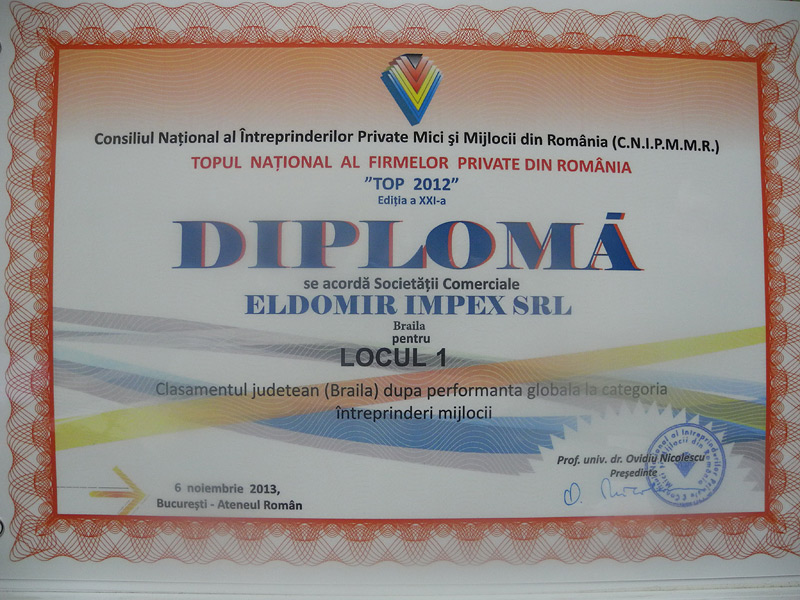 Consiliul Național al Întreprinderilor Private Mici și Mijlocii din România (C.N.I.P.M.M.R.)
TOPUL NAȚIONAL AL FIRMELOR PRIVATE DIN ROMÂNIA
”TOP 2012”
Ediția a XXI-a
DIPLOMĂ
se acordă Societății Comerciale
ELDOMIR IMPEX SRL
Braila
pentru
LOCUL 1
Clasamentul judetean (Braila) dupa performanta globala la categoria
întreprinderi mijlocii
Prof. univ. dr. Ovidiu Nicolescu
Președinte
6 noiembrie 2013,
București - Ateneul Român